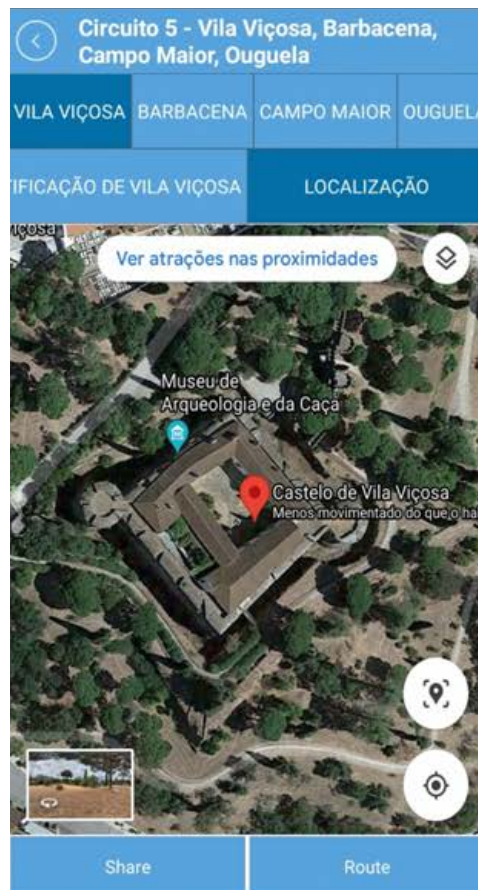 Circuito 5 - Vila Viçosa, Barbacena,
Campo Maior, Ouguela
VILA VIÇOSA BARBACENA CAMPO MAIOR OUGUELA
TIFICAÇÃO DE VILA VIÇOSA LOCALIZAÇÃO
içosa
Ver atrações nas proximidades
Museu de
Arqueologia e da Caça
Castelo de Vila Viçosa
Menos movimentado do que o ha
Share Route